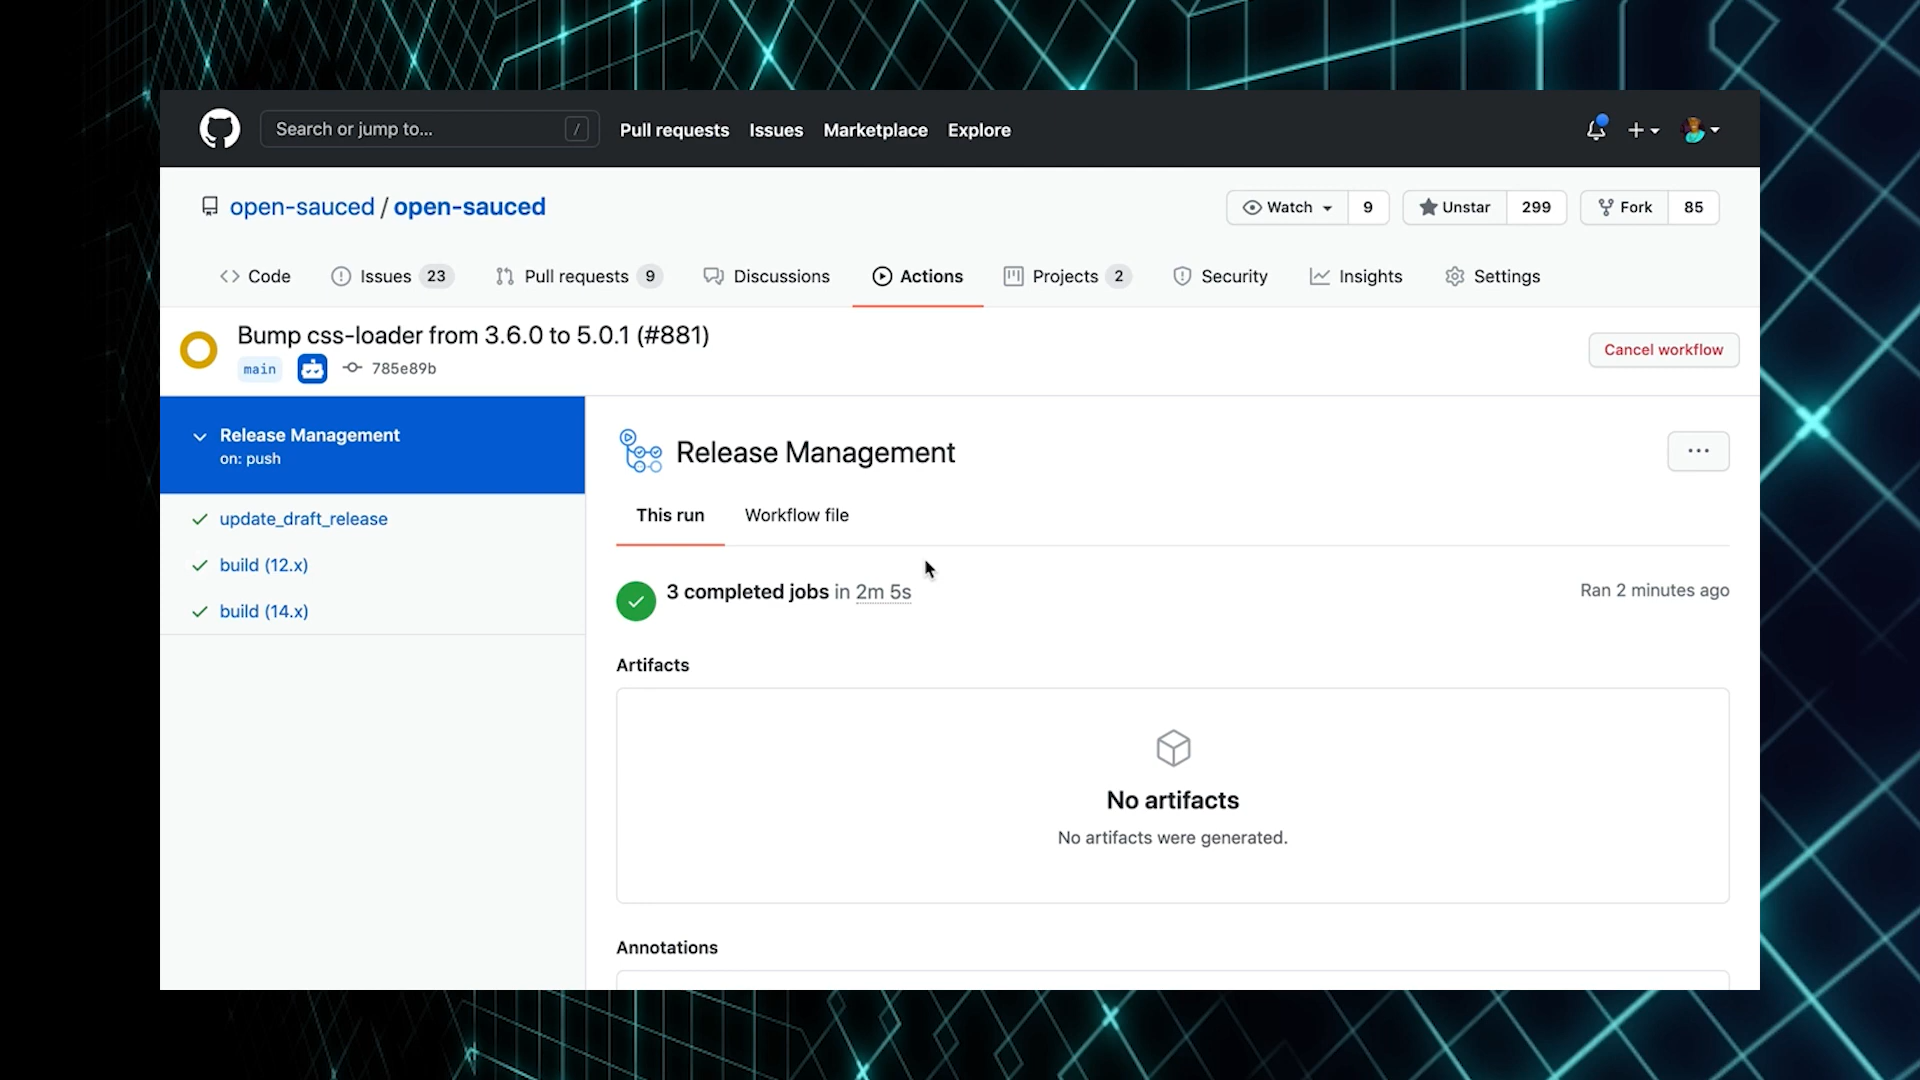 Search or jump to... /
Pull requests Issues Marketplace Explore
open-sauced / open-sauced
Watch 9 Unstar 299 Fork 85
Code Issues 23 Pull requests 9 Discussions Actions Projects 2 Security Insights Settings
Bump css-loader from 3.6.0 to 5.0.1 (#881)
main 785e89b
Cancel workflow
Release Management
on: push
update_draft_release
build (12.x)
build (14.x)
Release Management
...
This run Workflow file
3 completed jobs in 2m 5s
Ran 2 minutes ago
Artifacts
No artifacts
No artifacts were generated.
Annotations